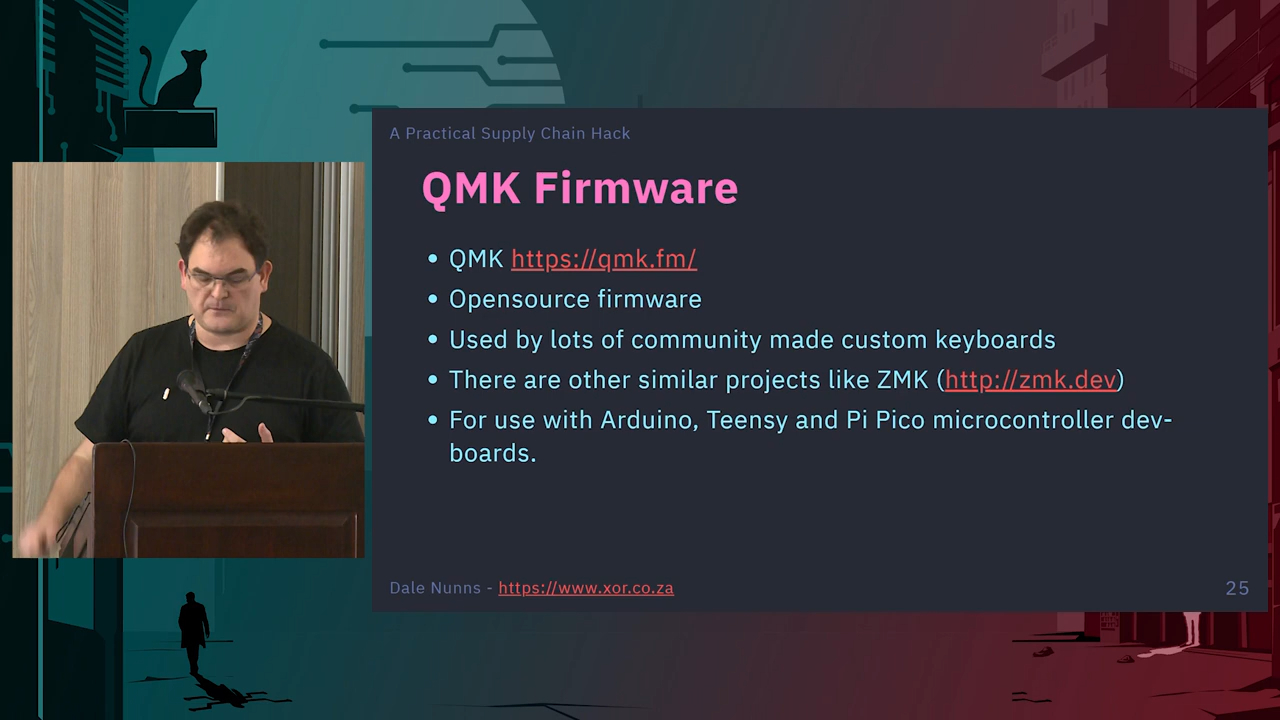 A Practical Supply Chain Hack
QMK Firmware
• QMK https://qmk.fm/
• Opensource firmware
• Used by lots of community made custom keyboards
• There are other similar projects like ZMK (http://zmk.dev)
• For use with Arduino, Teensy and Pi Pico microcontroller dev-
boards.
Dale Nunns - https://www.xor.co.za
25